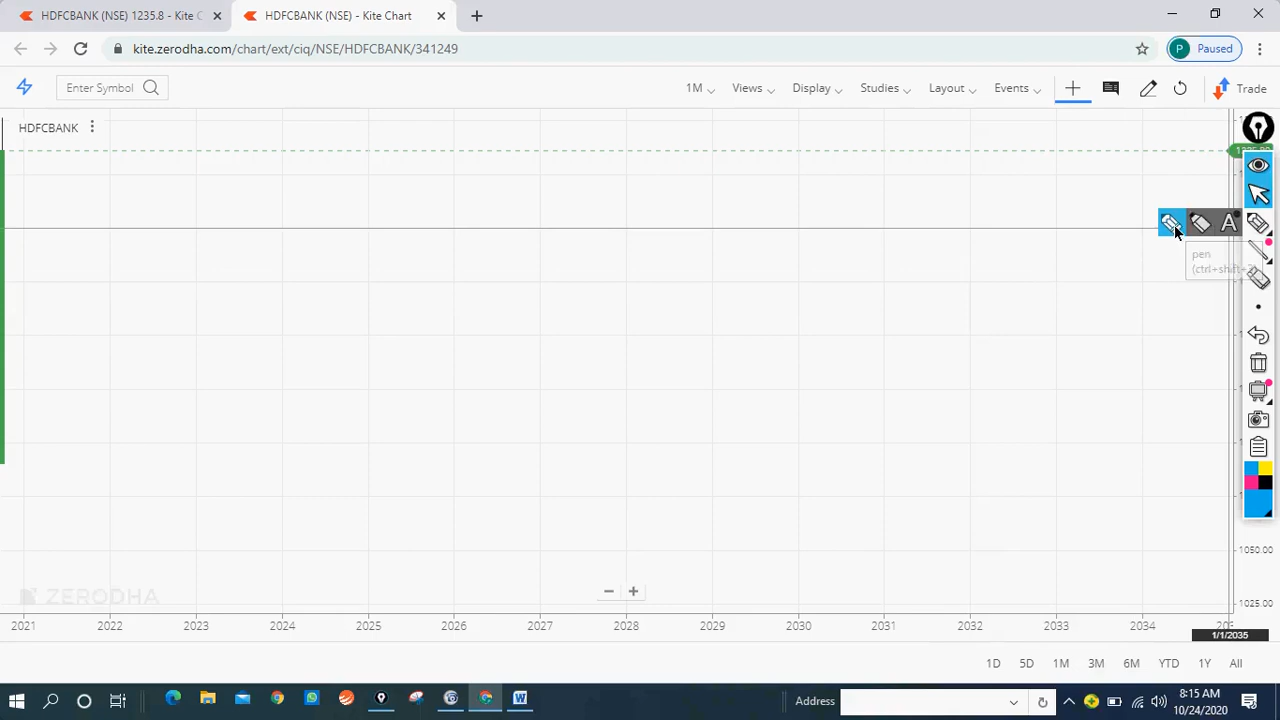 HDFCBANK (NSE) 1235.8 - Kite C
HDFCBANK (NSE) - Kite Chart
kite.zerodha.com/chart/ext/ciq/NSE/HDFCBANK/341249
P Paused
Enter Symbol
1M Views Display Studies Layout Events Trade
HDFCBANK
A
pen
(ctrl+shift+
1050.00
ZERODHA
1025.00
2021 2022 2023 2024 2025 2026 2027 2028 2029 2030 2031 2032 2033 2034
1/1/2035
1D 5D 1M 3M 6M YTD 1Y All
Address
8:15 AM
10/24/2020